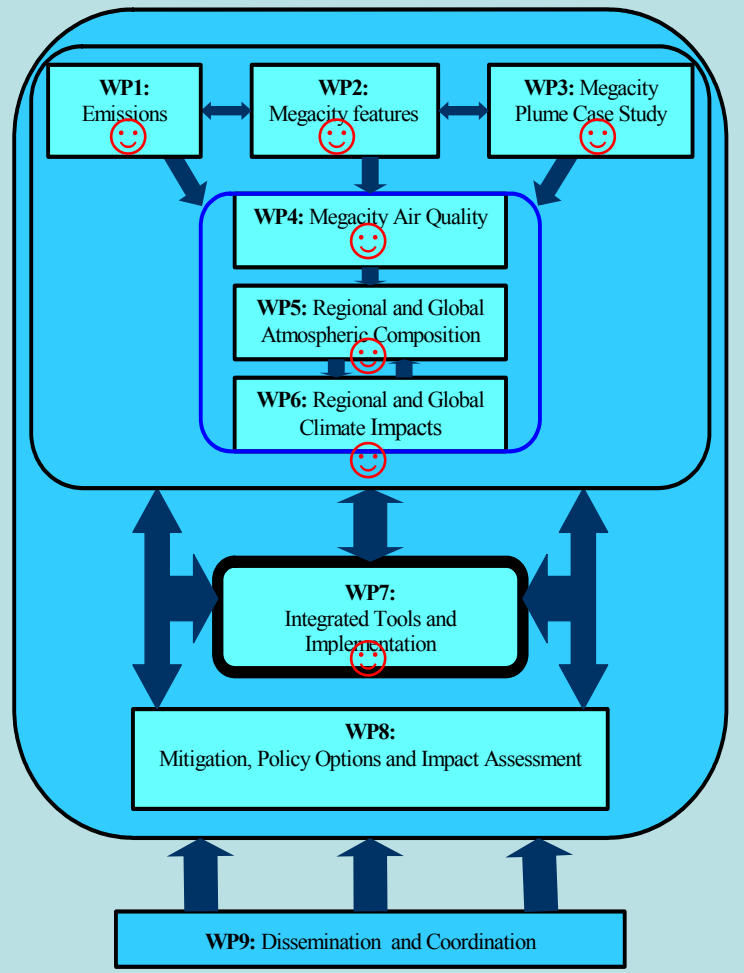 WP1:
Emissions
WP2:
Megacity features
WP3: Megacity
Plume Case Study
WP4: Megacity Air Quality
WP5: Regional and Global
Atmospheric Composition
WP6: Regional and Global
Climate Impacts
WP7:
Integrated Tools and
Implementation
WP8:
Mitigation, Policy Options and Impact Assessment
WP9: Dissemination and Coordination